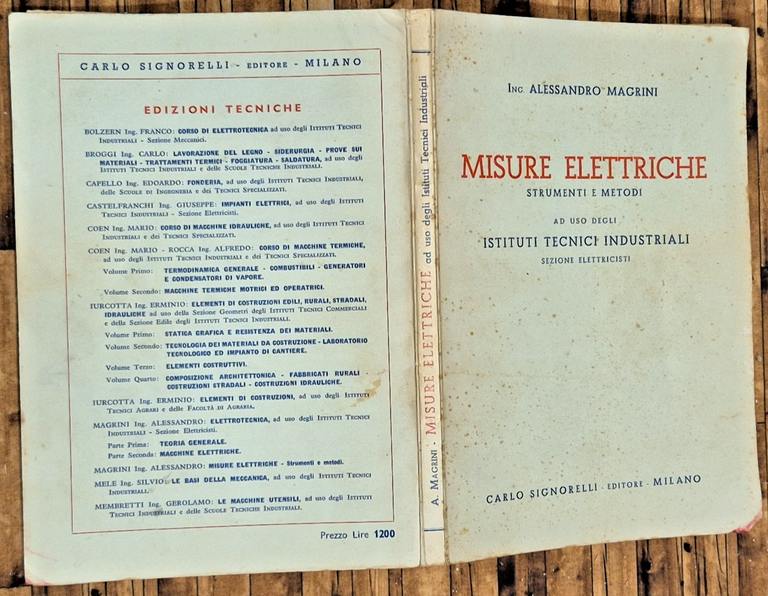 CARLO SIGNORELLI - EDITORE - MILANO
EDIZIONI TECNICHE
BOLZERN Ing. FRANCO: CORSO DI ELETTROTECNICA ad uso degli ISTITUTI TECNICI
INDUSTRIALI - Sezione Meccanici.
BROGGI Ing. CARLO: LAVORAZIONE DEL LEGNO - SIDERURGIA - PROVE SUI
MATERIALI - TRATTAMENTI TERMICI - FOGGIATURA - SALDATURA, ad uso degli
ISTITUTI TECNICI INDUSTRIALI e delle SCUOLE TECNICHE INDUSTRIALI.
CAPELLO Ing. EDOARDO: FONDERIA, ad uso degli ISTITUTI TECNICI INDUSTRIALI,
delle SCUOLE DI INGEGNERIA e dei TECNICI SPECIALIZZATI.
CASTELFRANCHI Ing. GIUSEPPE: IMPIANTI ELETTRICI, ad uso degli ISTITUTI
TECNICI INDUSTRIALI - Sezione Elettricisti.
COEN Ing. MARIO: CORSO DI MACCHINE IDRAULICHE, ad uso degli ISTITUTI TECNICI
INDUSTRIALI e dei TECNICI SPECIALIZZATI.
COEN Ing. MARIO - ROCCA Ing. ALFREDO: CORSO DI MACCHINE TERMICHE,
ad uso degli ISTITUTI TECNICI INDUSTRIALI e dei TECNICI SPECIALIZZATI.
Volume Primo: TERMODINAMICA GENERALE - COMBUSTIBILI - GENERATORI
E CONDENSATORI DI VAPORE.
Volume Secondo: MACCHINE TERMICHE MOTRICI ED OPERATRICI.
IURCOTTA Ing. ERMINIO: ELEMENTI DI COSTRUZIONI EDILI, RURALI, STRADALI,
IDRAULICHE ad uso della Sezione Geometri degli ISTITUTI TECNICI COMMERCIALI
e della Sezione Edile degli ISTITUTI TECNICI INDUSTRIALI.
Volume Primo: STATICA GRAFICA E RESISTENZA DEI MATERIALI.
Volume Secondo: TECNOLOGIA DEI MATERIALI DA COSTRUZIONE - LABORATORIO
TECNOLOGICO ED IMPIANTO DI CANTIERE.
Volume Terzo: ELEMENTI COSTRUTTIVI.
Volume Quarto: COMPOSIZIONE ARCHITETTONICA - FABBRICATI RURALI -
COSTRUZIONI STRADALI - COSTRUZIONI IDRAULICHE.
IURCOTTA Ing. ERMINIO: ELEMENTI DI COSTRUZIONI, ad uso degli ISTITUTI
TECNICI AGRARI e delle FACOLTÀ DI AGRARIA.
MAGRINI Ing. ALESSANDRO: ELETTROTECNICA, ad uso degli ISTITUTI TECNICI
INDUSTRIALI - Sezione Elettricisti.
Parte Prima: TEORIA GENERALE.
Parte Seconda: MACCHINE ELETTRICHE.
MAGRINI Ing. ALESSANDRO: MISURE ELETTRICHE - Strumenti e metodi.
MELE Ing. SILVIO: LE BASI DELLA MECCANICA, ad uso degli ISTITUTI TECNICI
INDUSTRIALI.
MEMBRETTI Ing. GEROLAMO: LE MACCHINE UTENSILI, ad uso degli ISTITUTI
TECNICI INDUSTRIALI e delle SCUOLE TECNICHE INDUSTRIALI.
Prezzo Lire 1200
A. MAGRINI - MISURE ELETTRICHE ad uso degli Istituti Tecnici Industriali
ING. ALESSANDRO MAGRINI
MISURE ELETTRICHE
STRUMENTI E METODI
AD USO DEGLI
ISTITUTI TECNICI INDUSTRIALI
SEZIONE ELETTRICISTI
CARLO SIGNORELLI - EDITORE - MILANO